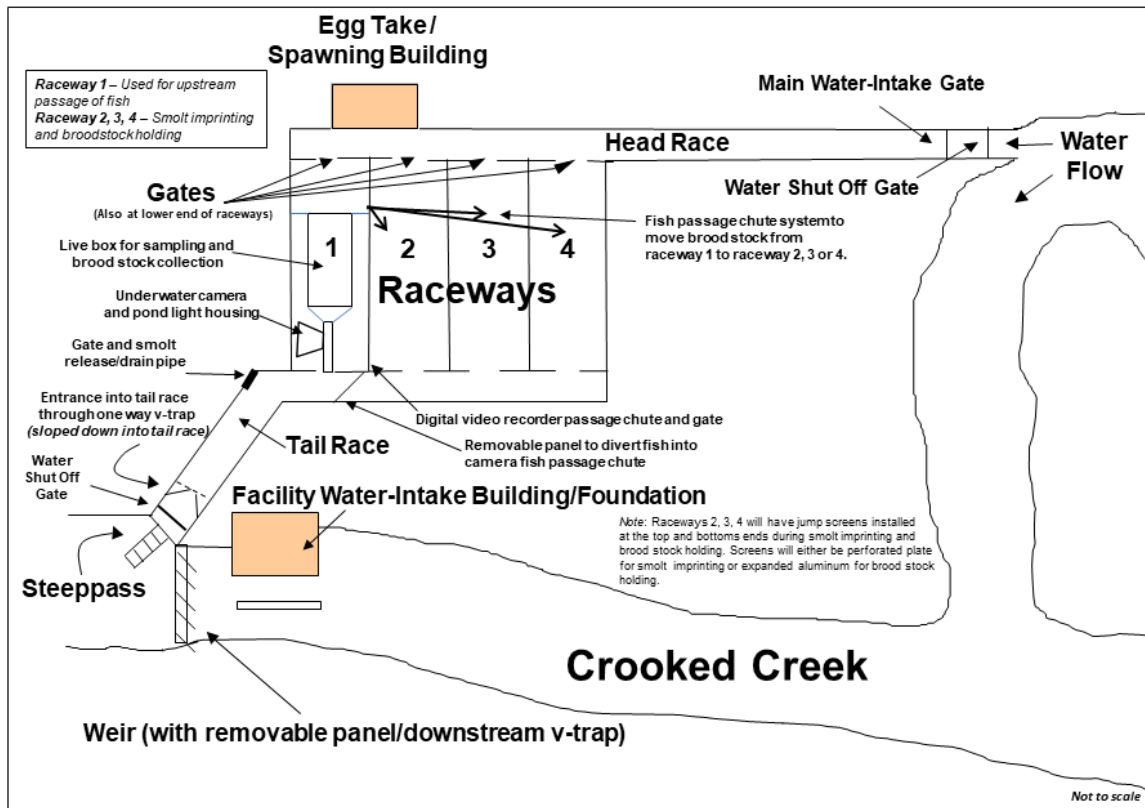 Egg Take/
Spawning Building
Raceway 1 – Used for upstream
passage of fish
Raceway 2, 3, 4 – Smolt imprinting
and broodstock holding
Main Water-Intake Gate
Head Race
Water
Flow
Water Shut Off Gate
Gates
(Also at lower end of raceways)
Fish passage chute system to
move brood stock from
raceway 1 to raceway 2, 3 or 4.
Live box for sampling and
brood stock collection
1
2
3
4
Raceways
Underwater camera
and pond light housing
Gate and smolt
release/drain pipe
Entrance into tail race
through one way v-trap
(sloped down into tail race)
Digital video recorder passage chute and gate
Tail Race
Removable panel to divert fish into
camera fish passage chute
Water
Shut Off
Gate
Facility Water-Intake Building/Foundation
Note: Raceways 2, 3, 4 will have jump screens installed
at the top and bottoms ends during smolt imprinting and
brood stock holding. Screens will either be perforated plate
for smolt imprinting or expanded aluminum for brood stock
holding.
Steeppass
Crooked Creek
Weir (with removable panel/downstream v-trap)
Not to scale